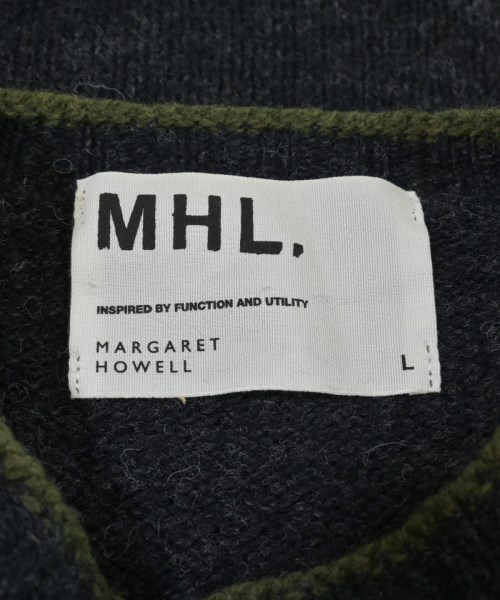 MHL.
INSPIRED BY FUNCTION AND UTILITY
MARGARET
HOWELL
L